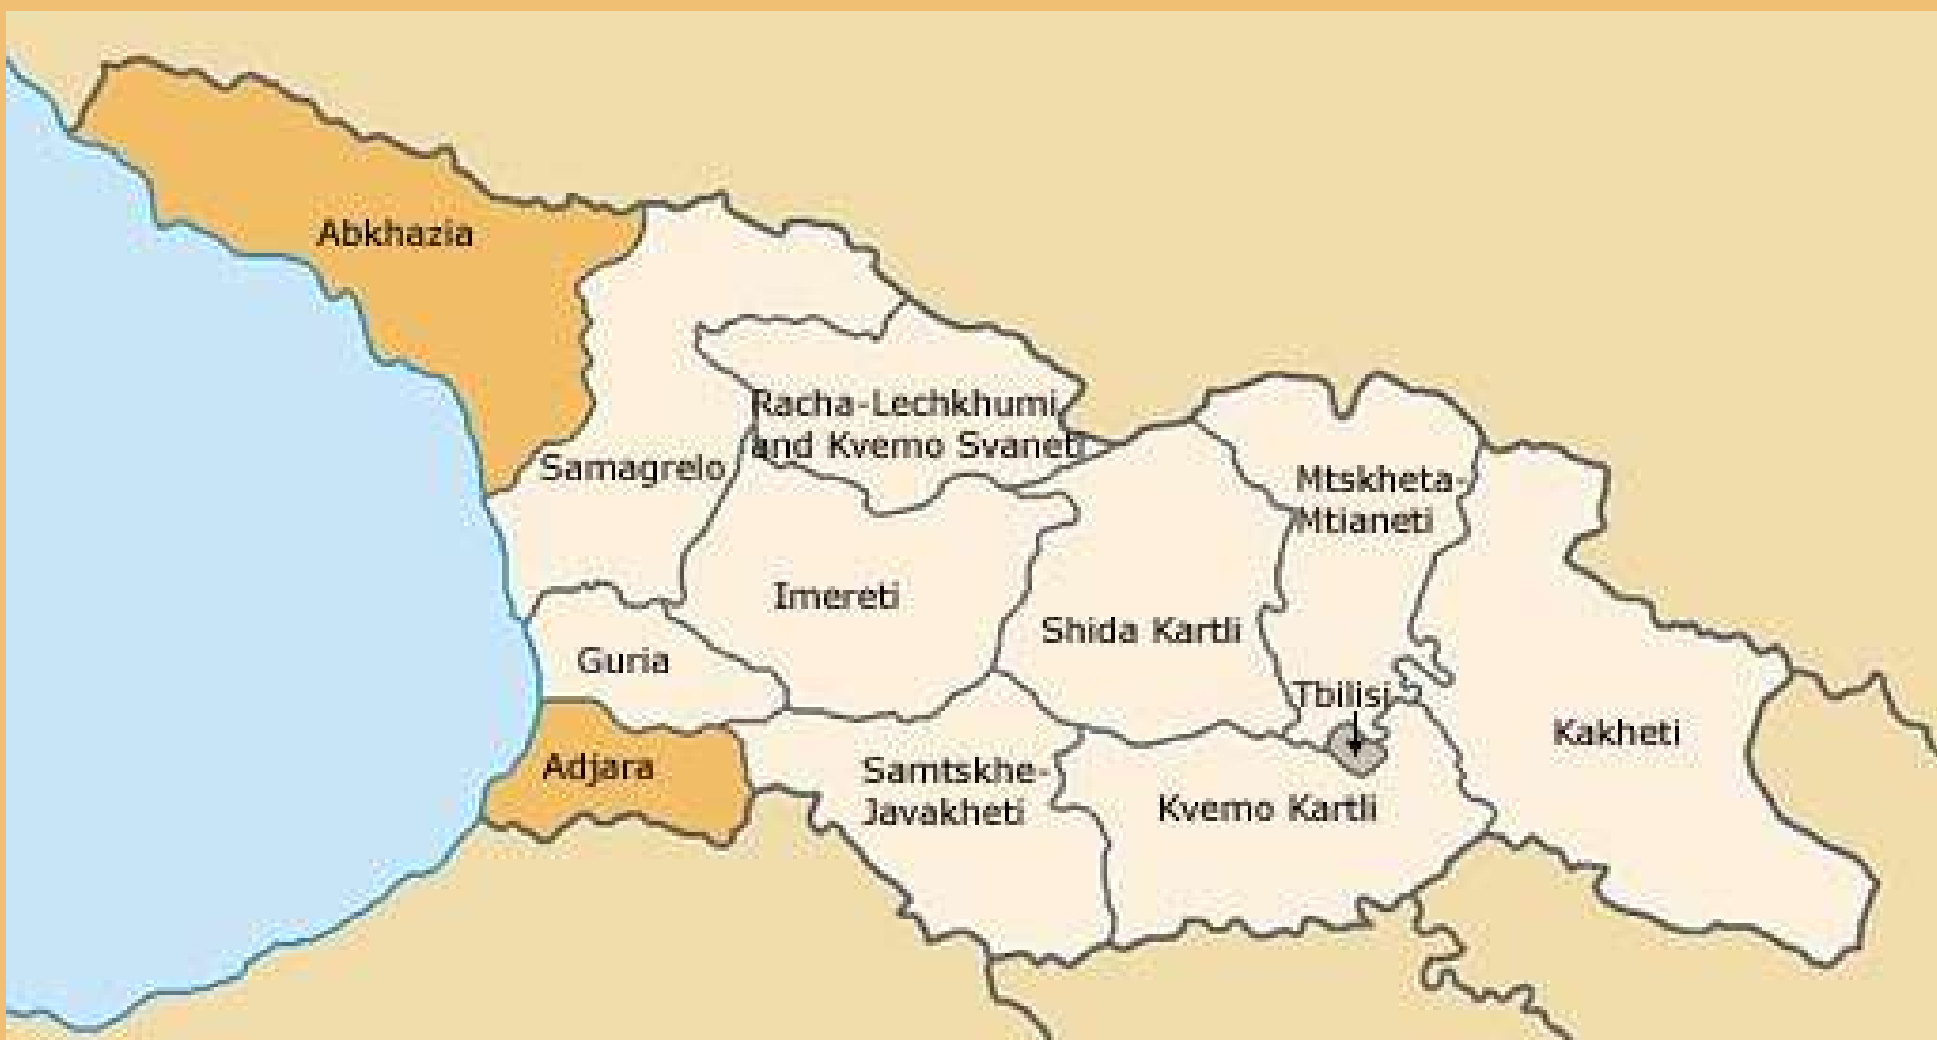 Abkhazia
Racha-Lechkhumi
and Kvemo Svaneti
Samagrelo
Mtskheta-
Mtianeti
Imereti
Shida Kartli
Guria
Tbilisi
Kakheti
Adjara
Samtskhe-
Javakheti
Kvemo Kartli